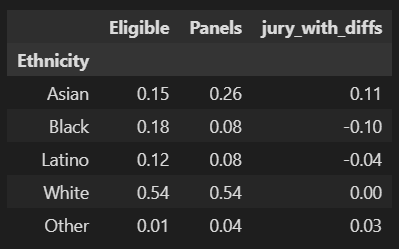 Eligible Panels jury_with_diffs
Ethnicity
Asian 0.15 0.26 0.11
Black 0.18 0.08 -0.10
Latino 0.12 0.08 -0.04
White 0.54 0.54 0.00
Other 0.01 0.04 0.03